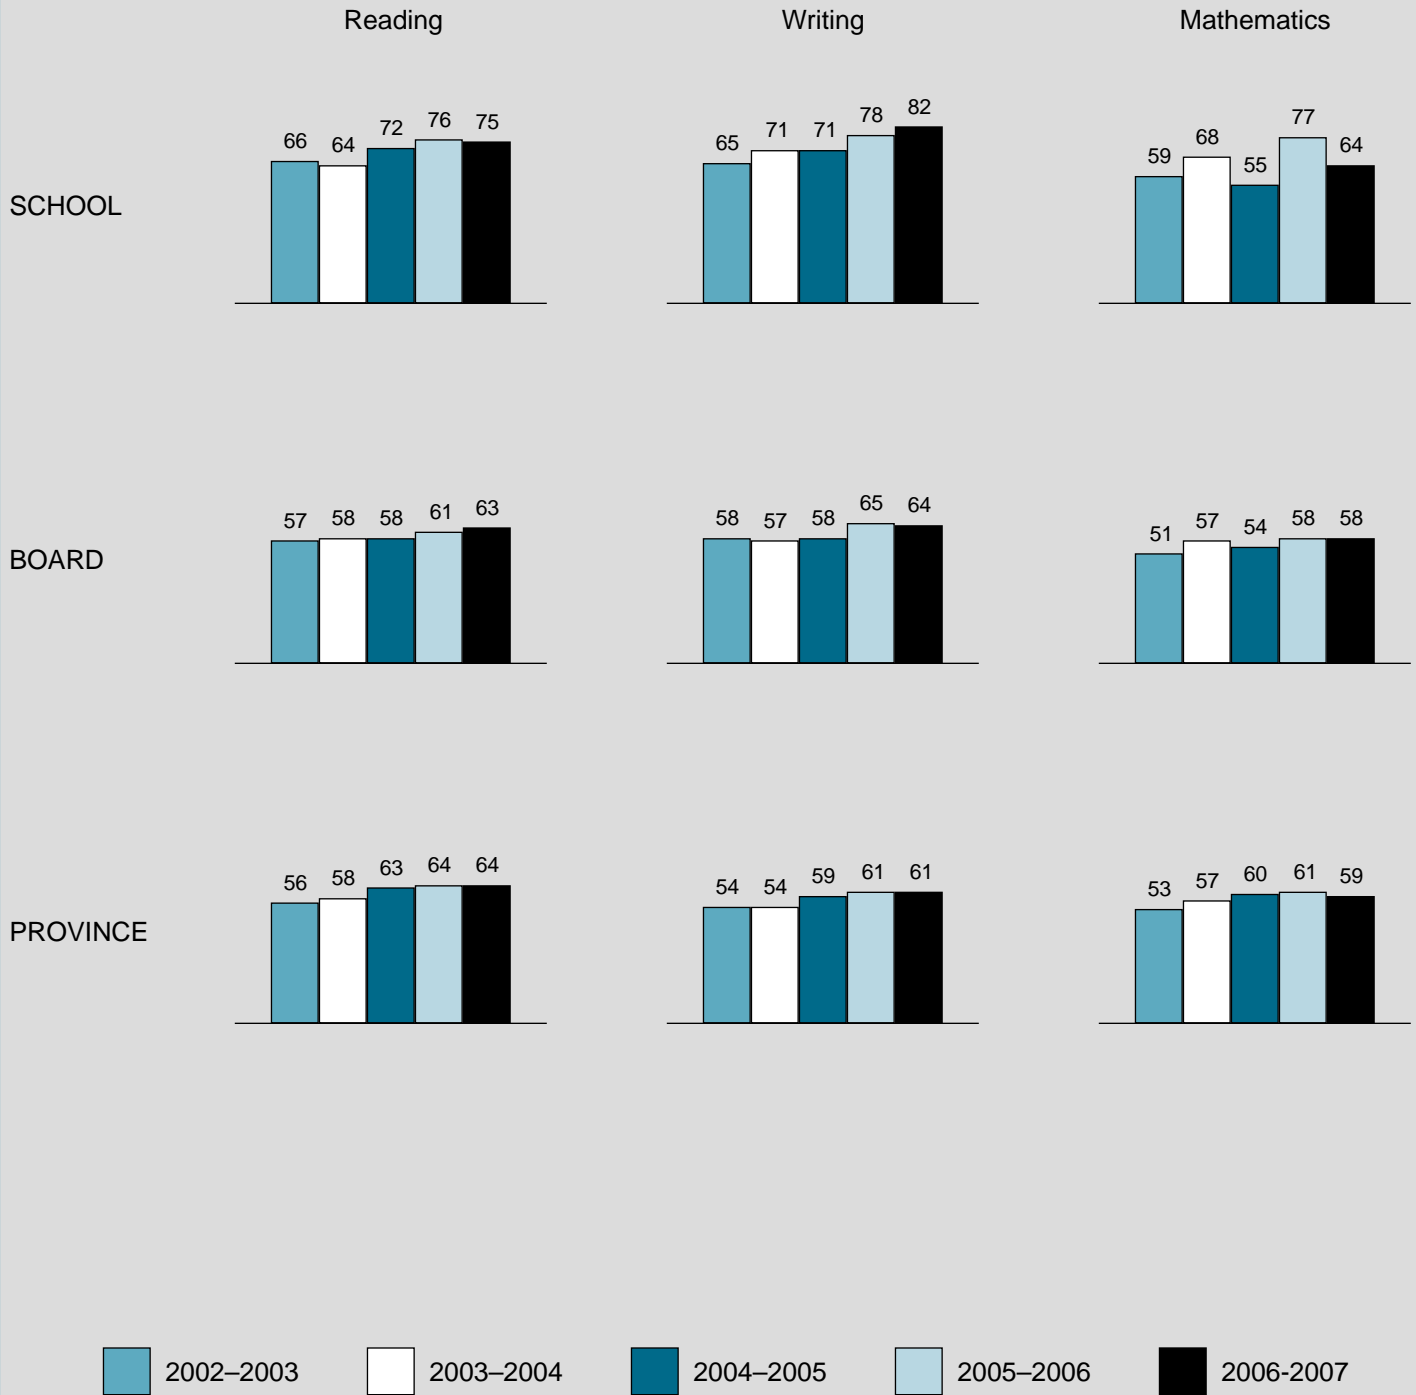 Reading Writing Mathematics
66 64 72 76 75 65 71 71 78 82 59 68 55 77 64
SCHOOL
57 58 58 61 63 58 57 58 65 64 51 57 54 58 58
BOARD
56 58 63 64 64 54 54 59 61 61 53 57 60 61 59
PROVINCE
2002–2003 2003–2004 2004–2005 2005–2006 2006-2007